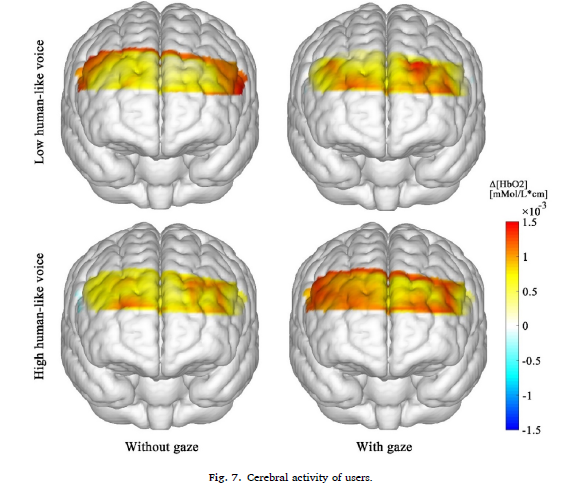 Low human-like voice
High human-like voice
Δ[HbO2]
[mMol/L*cm]
×10⁻³
1.5
1
0.5
0
-0.5
-1
-1.5
Without gaze
With gaze
Fig. 7. Cerebral activity of users.